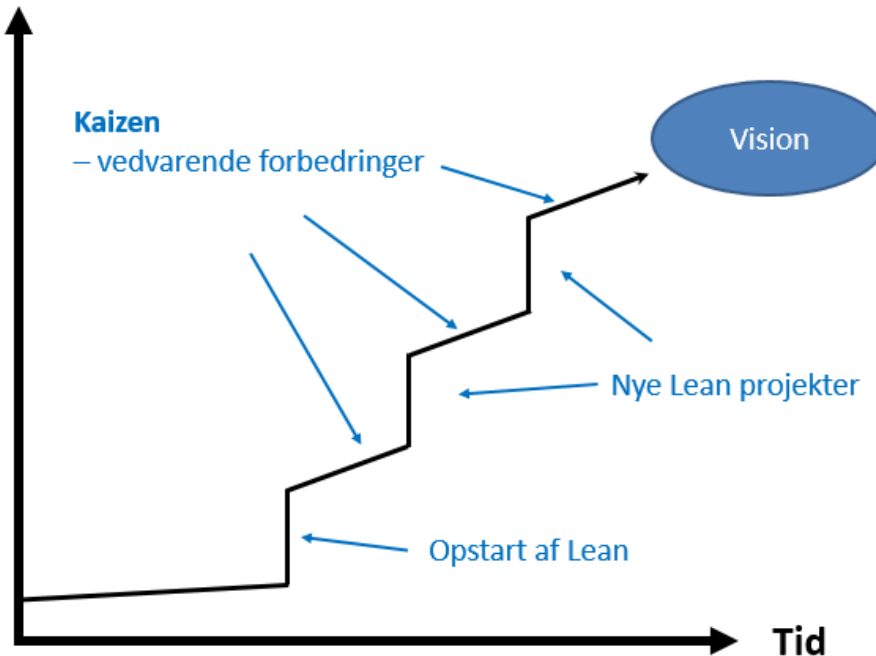 Kaizen
– vedvarende forbedringer
Vision
Nye Lean projekter
Opstart af Lean
Tid